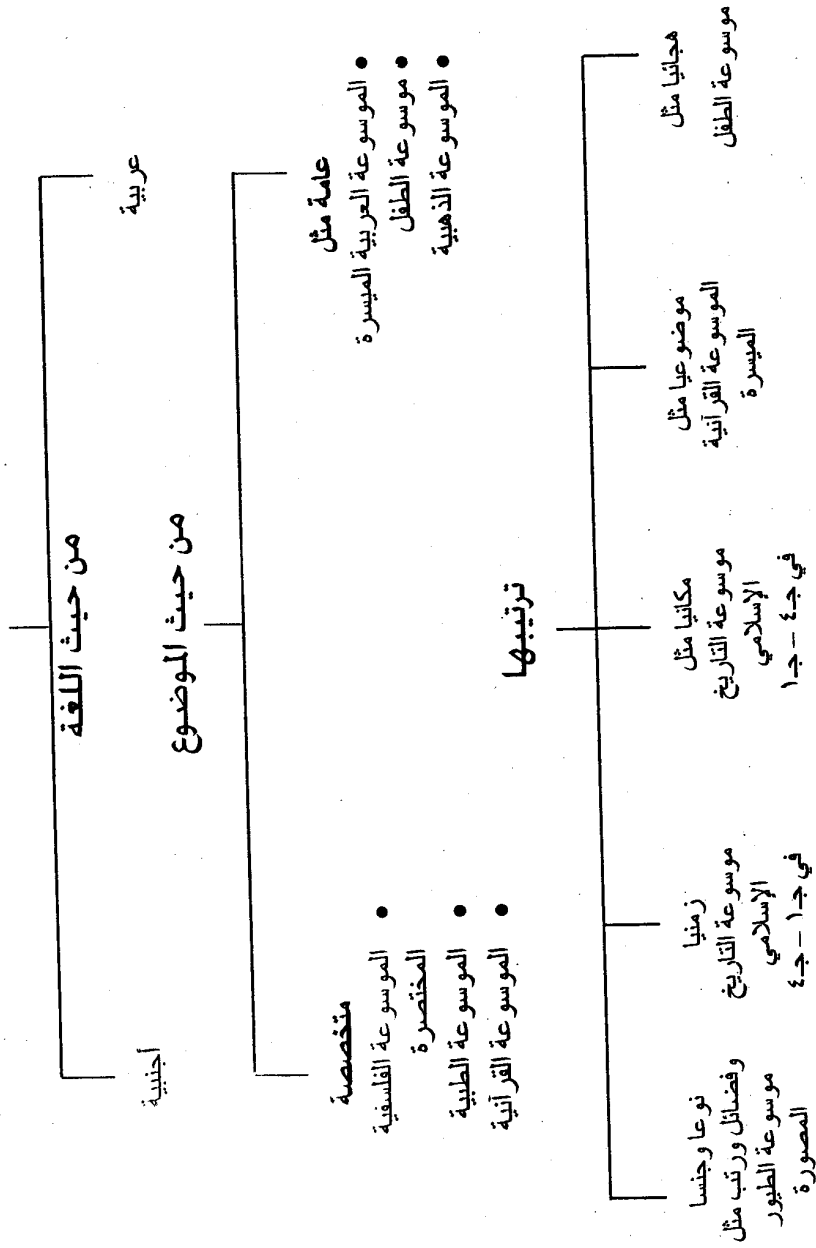 من حيث اللغة
عربية
أجنبية
من حيث الموضوع
عامة مثل
• الموسوعة العربية الميسرة
• موسوعة الطفل
• الموسوعة الذهبية
متخصصة
• الموسوعة الفلسفية
المختصرة
• الموسوعة الطبية
• الموسوعة القرآنية
ترتيبها
هجائيا مثل
موسوعة الطفل
موضوعيا مثل
الموسوعة القرآنية
الميسرة
مكانيا مثل
موسوعة التاريخ
الإسلامي
في جـ٤ – جـ١
زمنيا
موسوعة التاريخ
الإسلامي
في جـ١ – جـ٤
نوعا وجنسا
وفضائل ورتب مثل
موسوعة الطيور
المصورة